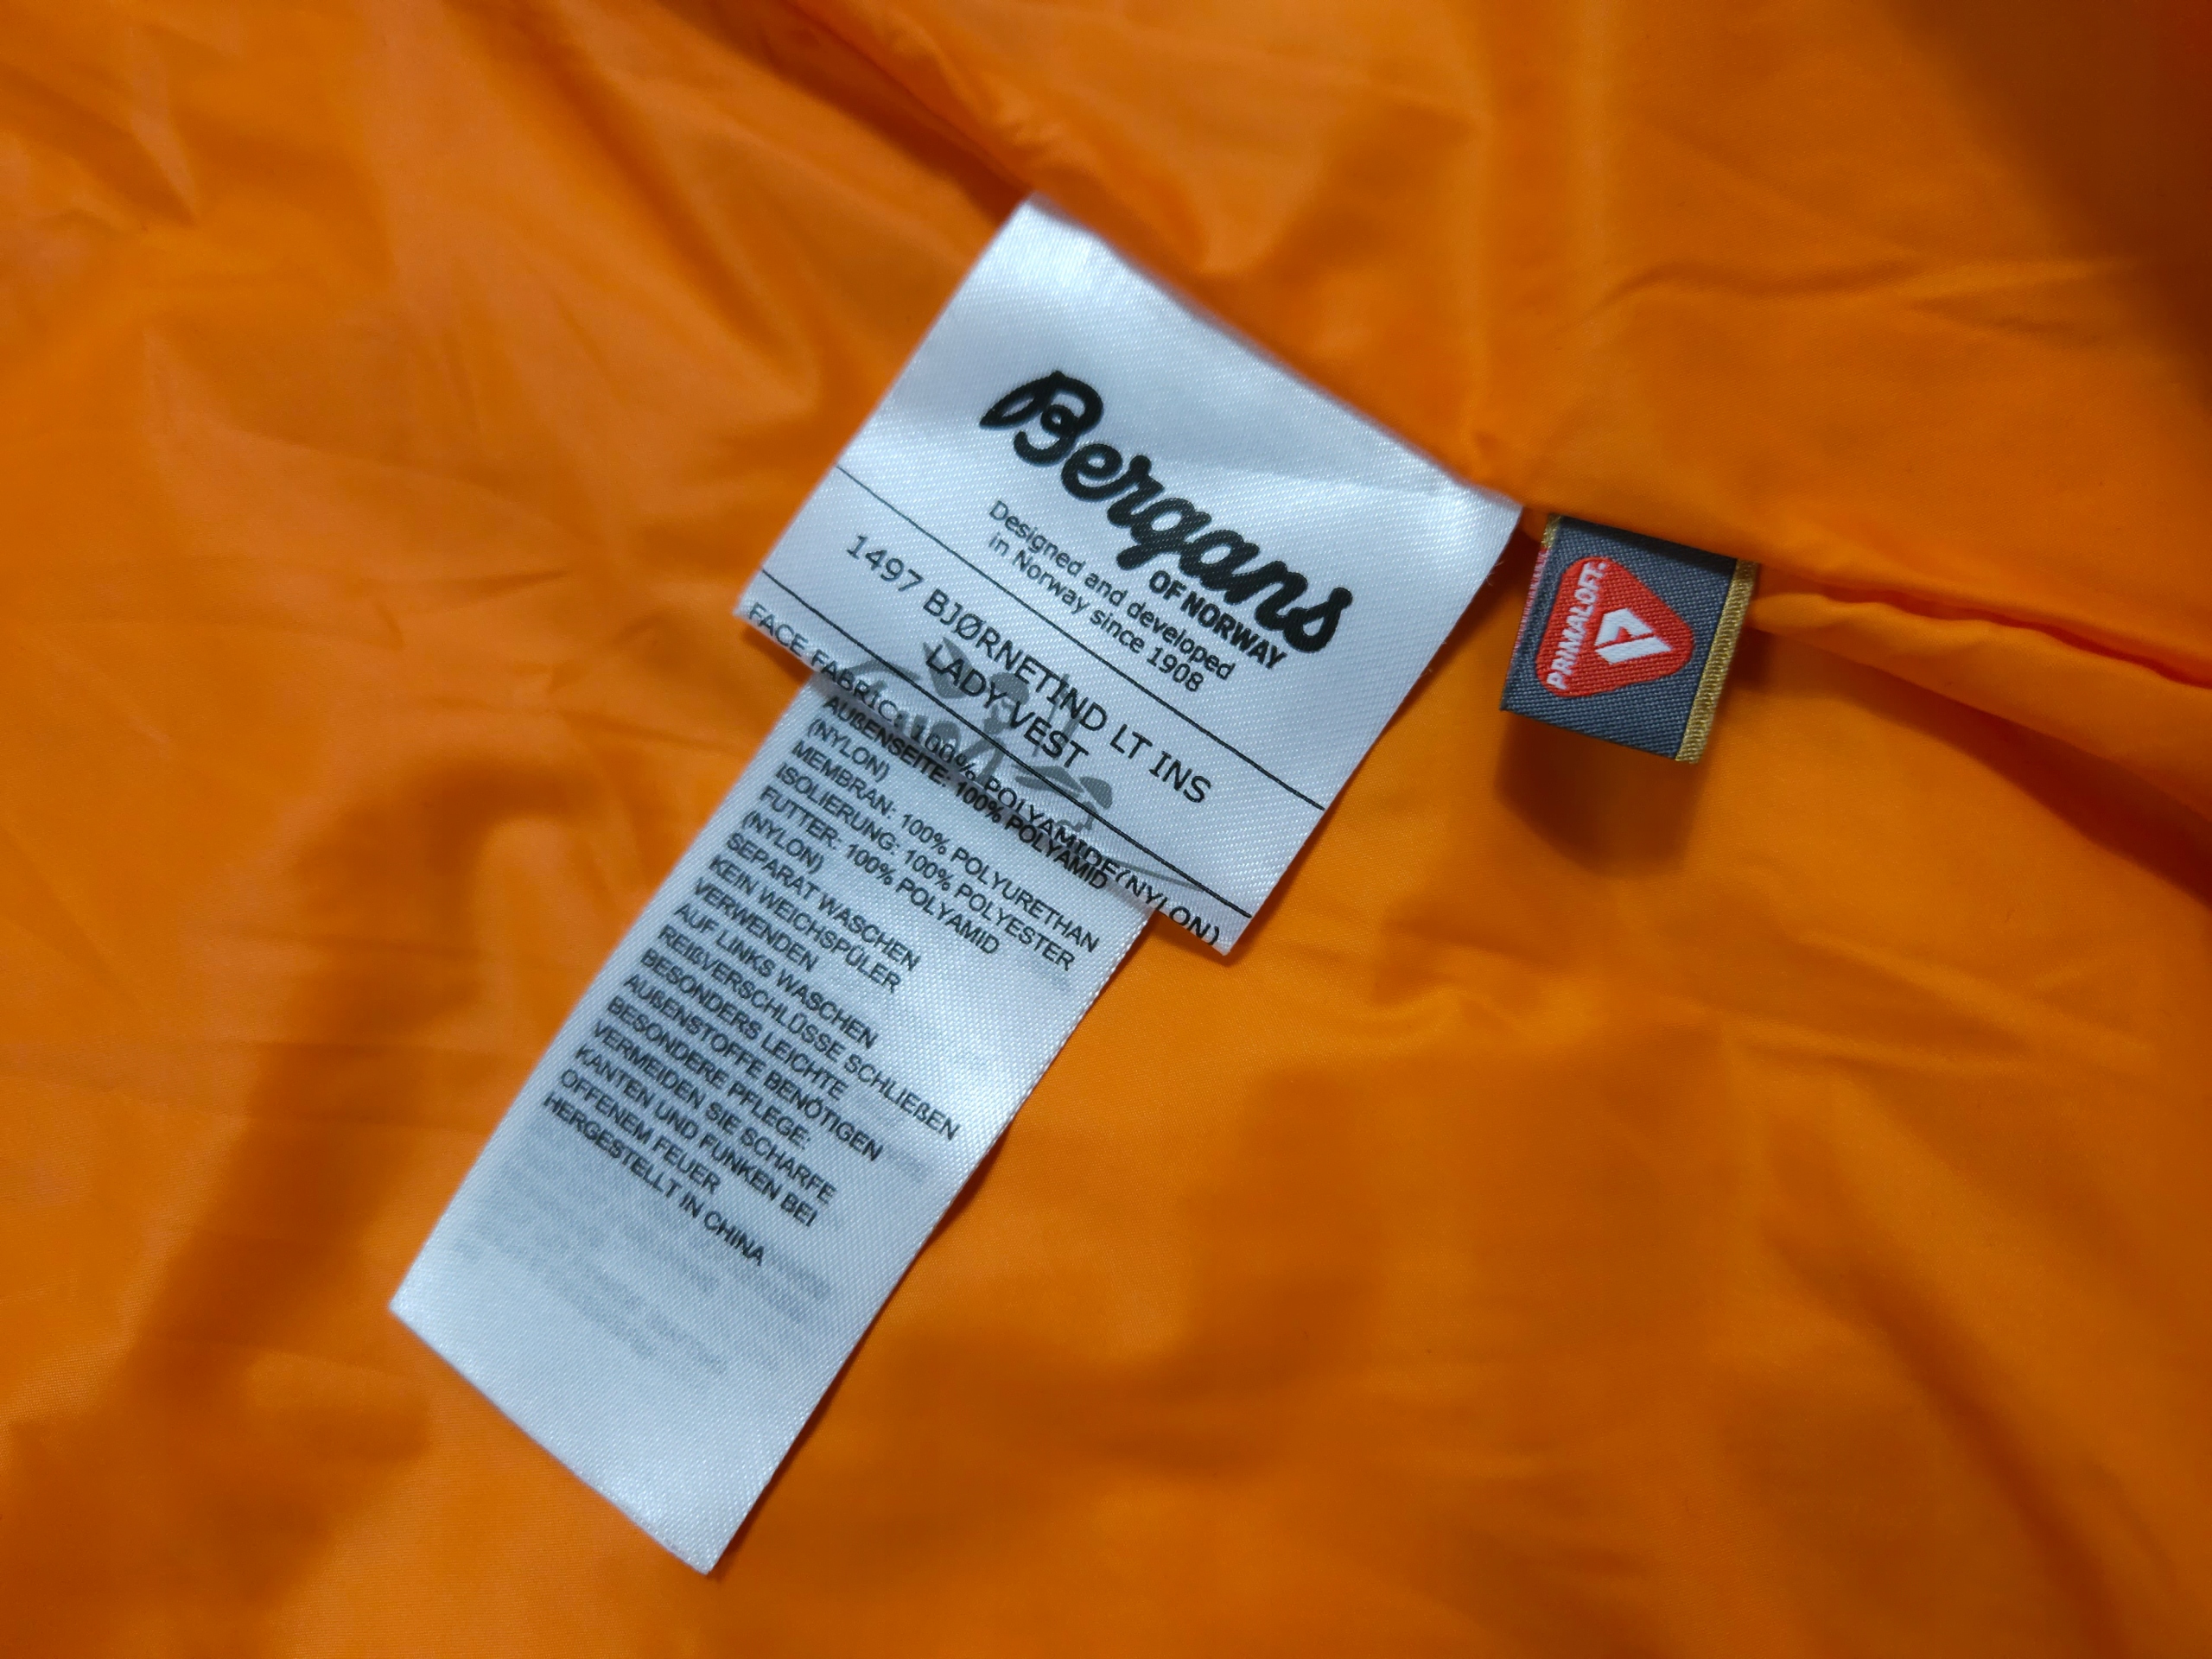 Bergans
OF NORWAY
Designed and developed
in Norway since 1908
1497 BJØRNETIND LT INS
LADY VEST
FACE FABRIC: 100% POLYAMIDE(NYLON)
AUßENSEITE: 100% POLYAMID
(NYLON)
MEMBRAN: 100% POLYURETHAN
ISOLIERUNG: 100% POLYESTER
FUTTER: 100% POLYAMID
(NYLON)
SEPARAT WASCHEN
KEIN WEICHSPÜLER
VERWENDEN
AUF LINKS WASCHEN
REIßVERSCHLÜSSE SCHLIEßEN
BESONDERS LEICHTE
AUßENSTOFFE BENÖTIGEN
BESONDERE PFLEGE:
VERMEIDEN SIE SCHARFE
KANTEN UND FUNKEN BEI
OFFENEM FEUER
HERGESTELLT IN CHINA
PRIMALOFT